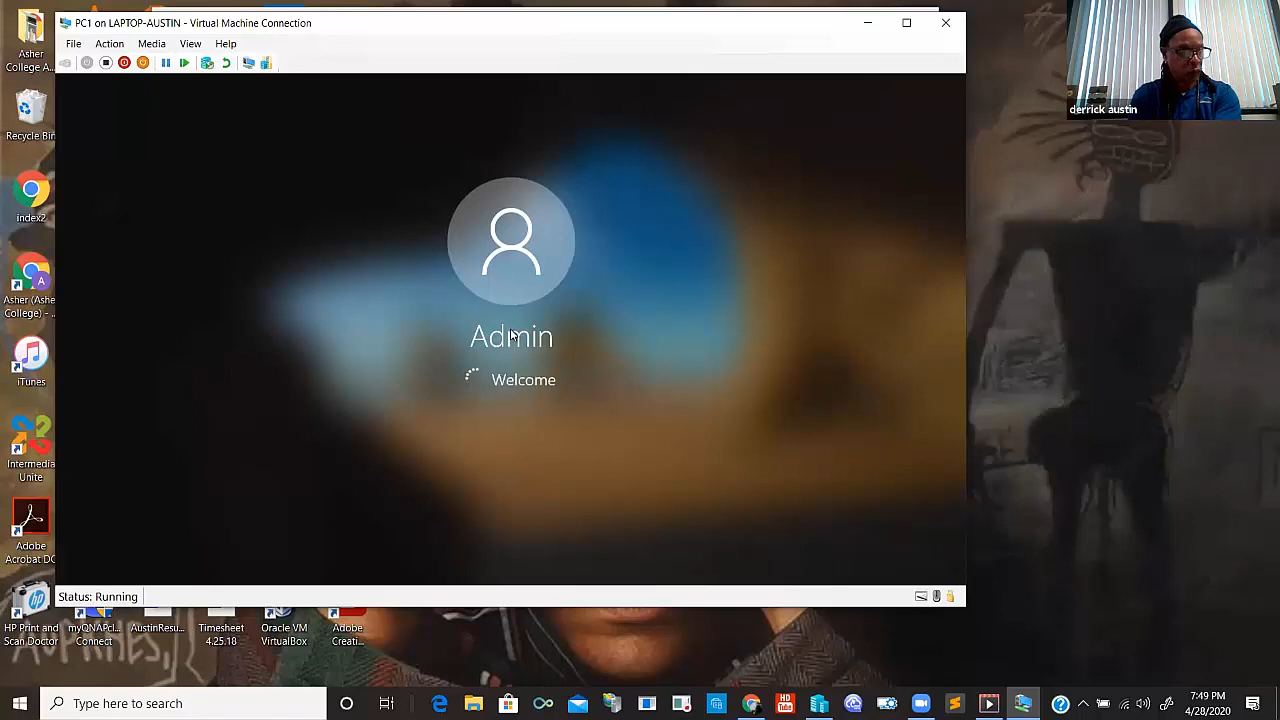 PC1 on LAPTOP-AUSTIN - Virtual Machine Connection
File Action Media View Help
Admin
Welcome
Status: Running
derrick austin
Asher
College A...
Recycle Bin
index2
Asher (Asher
College) - ...
iTunes
Intermedia
Unite
Adobe
Acrobat DC
HP Print and
Scan Doctor
myQNAPcl...
Connect
AustinResu...
Timesheet
4.25.18
Oracle VM
VirtualBox
Adobe
Creati...
Type here to search
HD
You
Tube
7:49 PM
4/28/2020